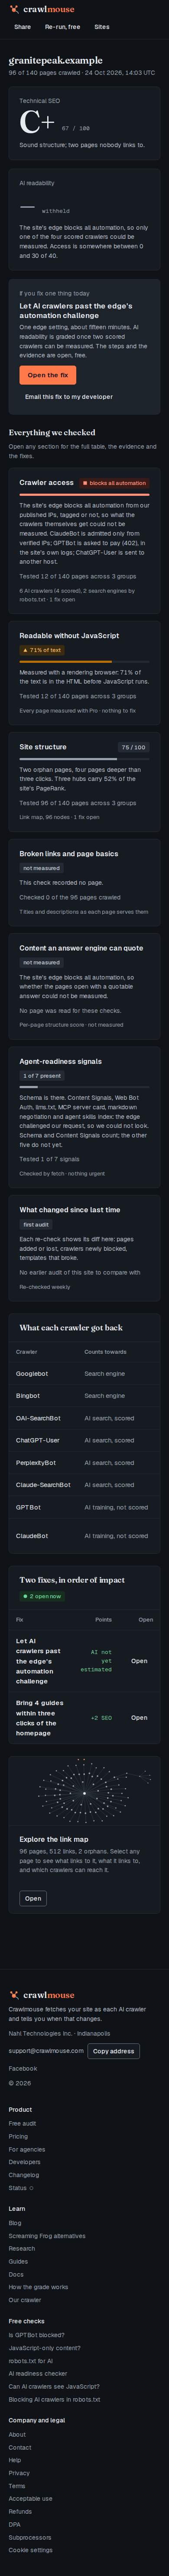 crawlmouse
Share Re-run, free Sites
granitepeak.example
96 of 140 pages crawled · 24 Oct 2026, 14:03 UTC
Technical SEO
C+ 67 / 100
Sound structure; two pages nobody links to.
AI readability
— withheld
The site's edge blocks all automation, so only
one of the four scored crawlers could be
measured. Access is somewhere between 0
and 30 of 40.
If you fix one thing today
Let AI crawlers past the edge's
automation challenge
One edge setting, about fifteen minutes. AI
readability is graded once two scored
crawlers can be measured. The steps and the
evidence are open, free.
Open the fix
Email this fix to my developer
Everything we checked
Open any section for the full table, the evidence and
the fixes.
Crawler access blocks all automation
The site's edge blocks all automation from our
published IPs, tagged or not, so what the
crawlers themselves get could not be
measured. ClaudeBot is admitted only from
verified IPs; GPTBot is asked to pay (402), in
the site's own logs; ChatGPT-User is sent to
another host.
Tested 12 of 140 pages across 3 groups
6 AI crawlers (4 scored), 2 search engines by
robots.txt · 1 fix open
Readable without JavaScript
71% of text
Measured with a rendering browser: 71% of
the text is in the HTML before JavaScript runs.
Tested 12 of 140 pages across 3 groups
Every page measured with Pro · nothing to fix
Site structure 75 / 100
Two orphan pages, four pages deeper than
three clicks. Three hubs carry 52% of the
site's PageRank.
Tested 96 of 140 pages across 3 groups
Link map, 96 nodes · 1 fix open
Broken links and page basics
not measured
This check recorded no page.
Checked 0 of the 96 pages crawled
Titles and descriptions as each page serves them
Content an answer engine can quote
not measured
The site's edge blocks all automation, so
whether the pages open with a quotable
answer could not be measured.
No page was read for these checks.
Per-page structure score · not measured
Agent-readiness signals
1 of 7 present
Schema is there. Content Signals, Web Bot
Auth, llms.txt, MCP server card, markdown
negotiation and agent skills index: the edge
challenged our request, so we could not look.
Schema and Content Signals count; the other
five do not yet.
Tested 1 of 7 signals
Checked by fetch · nothing urgent
What changed since last time
first audit
Each re-check shows its diff here: pages
added or lost, crawlers newly blocked,
templates that broke.
No earlier audit of this site to compare with
Re-checked weekly
What each crawler got back
Crawler Counts towards
Googlebot Search engine
Bingbot Search engine
OAI-SearchBot AI search, scored
ChatGPT-User AI search, scored
PerplexityBot AI search, scored
Claude-SearchBot AI search, scored
GPTBot AI training, not scored
ClaudeBot AI training, not scored
Two fixes, in order of impact
2 open now
Fix Points Open
Let AI
crawlers past
the edge's
automation
challenge
AI not
yet
estimated
Open
Bring 4 guides
within three
clicks of the
homepage
+2 SEO
Open
Explore the link map
96 pages, 512 links, 2 orphans. Select any
page to see what links to it, what it links to,
and which crawlers can reach it.
Open
crawlmouse
Crawlmouse fetches your site as each AI crawler
and tells you when that changes.
Nahl Technologies Inc. · Indianapolis
support@crawlmouse.com Copy address
Facebook
© 2026
Product
Free audit
Pricing
For agencies
Developers
Changelog
Status
Learn
Blog
Screaming Frog alternatives
Research
Guides
Docs
How the grade works
Our crawler
Free checks
Is GPTBot blocked?
JavaScript-only content?
robots.txt for AI
AI readiness checker
Can AI crawlers see JavaScript?
Blocking AI crawlers in robots.txt
Company and legal
About
Contact
Help
Privacy
Terms
Acceptable use
Refunds
DPA
Subprocessors
Cookie settings